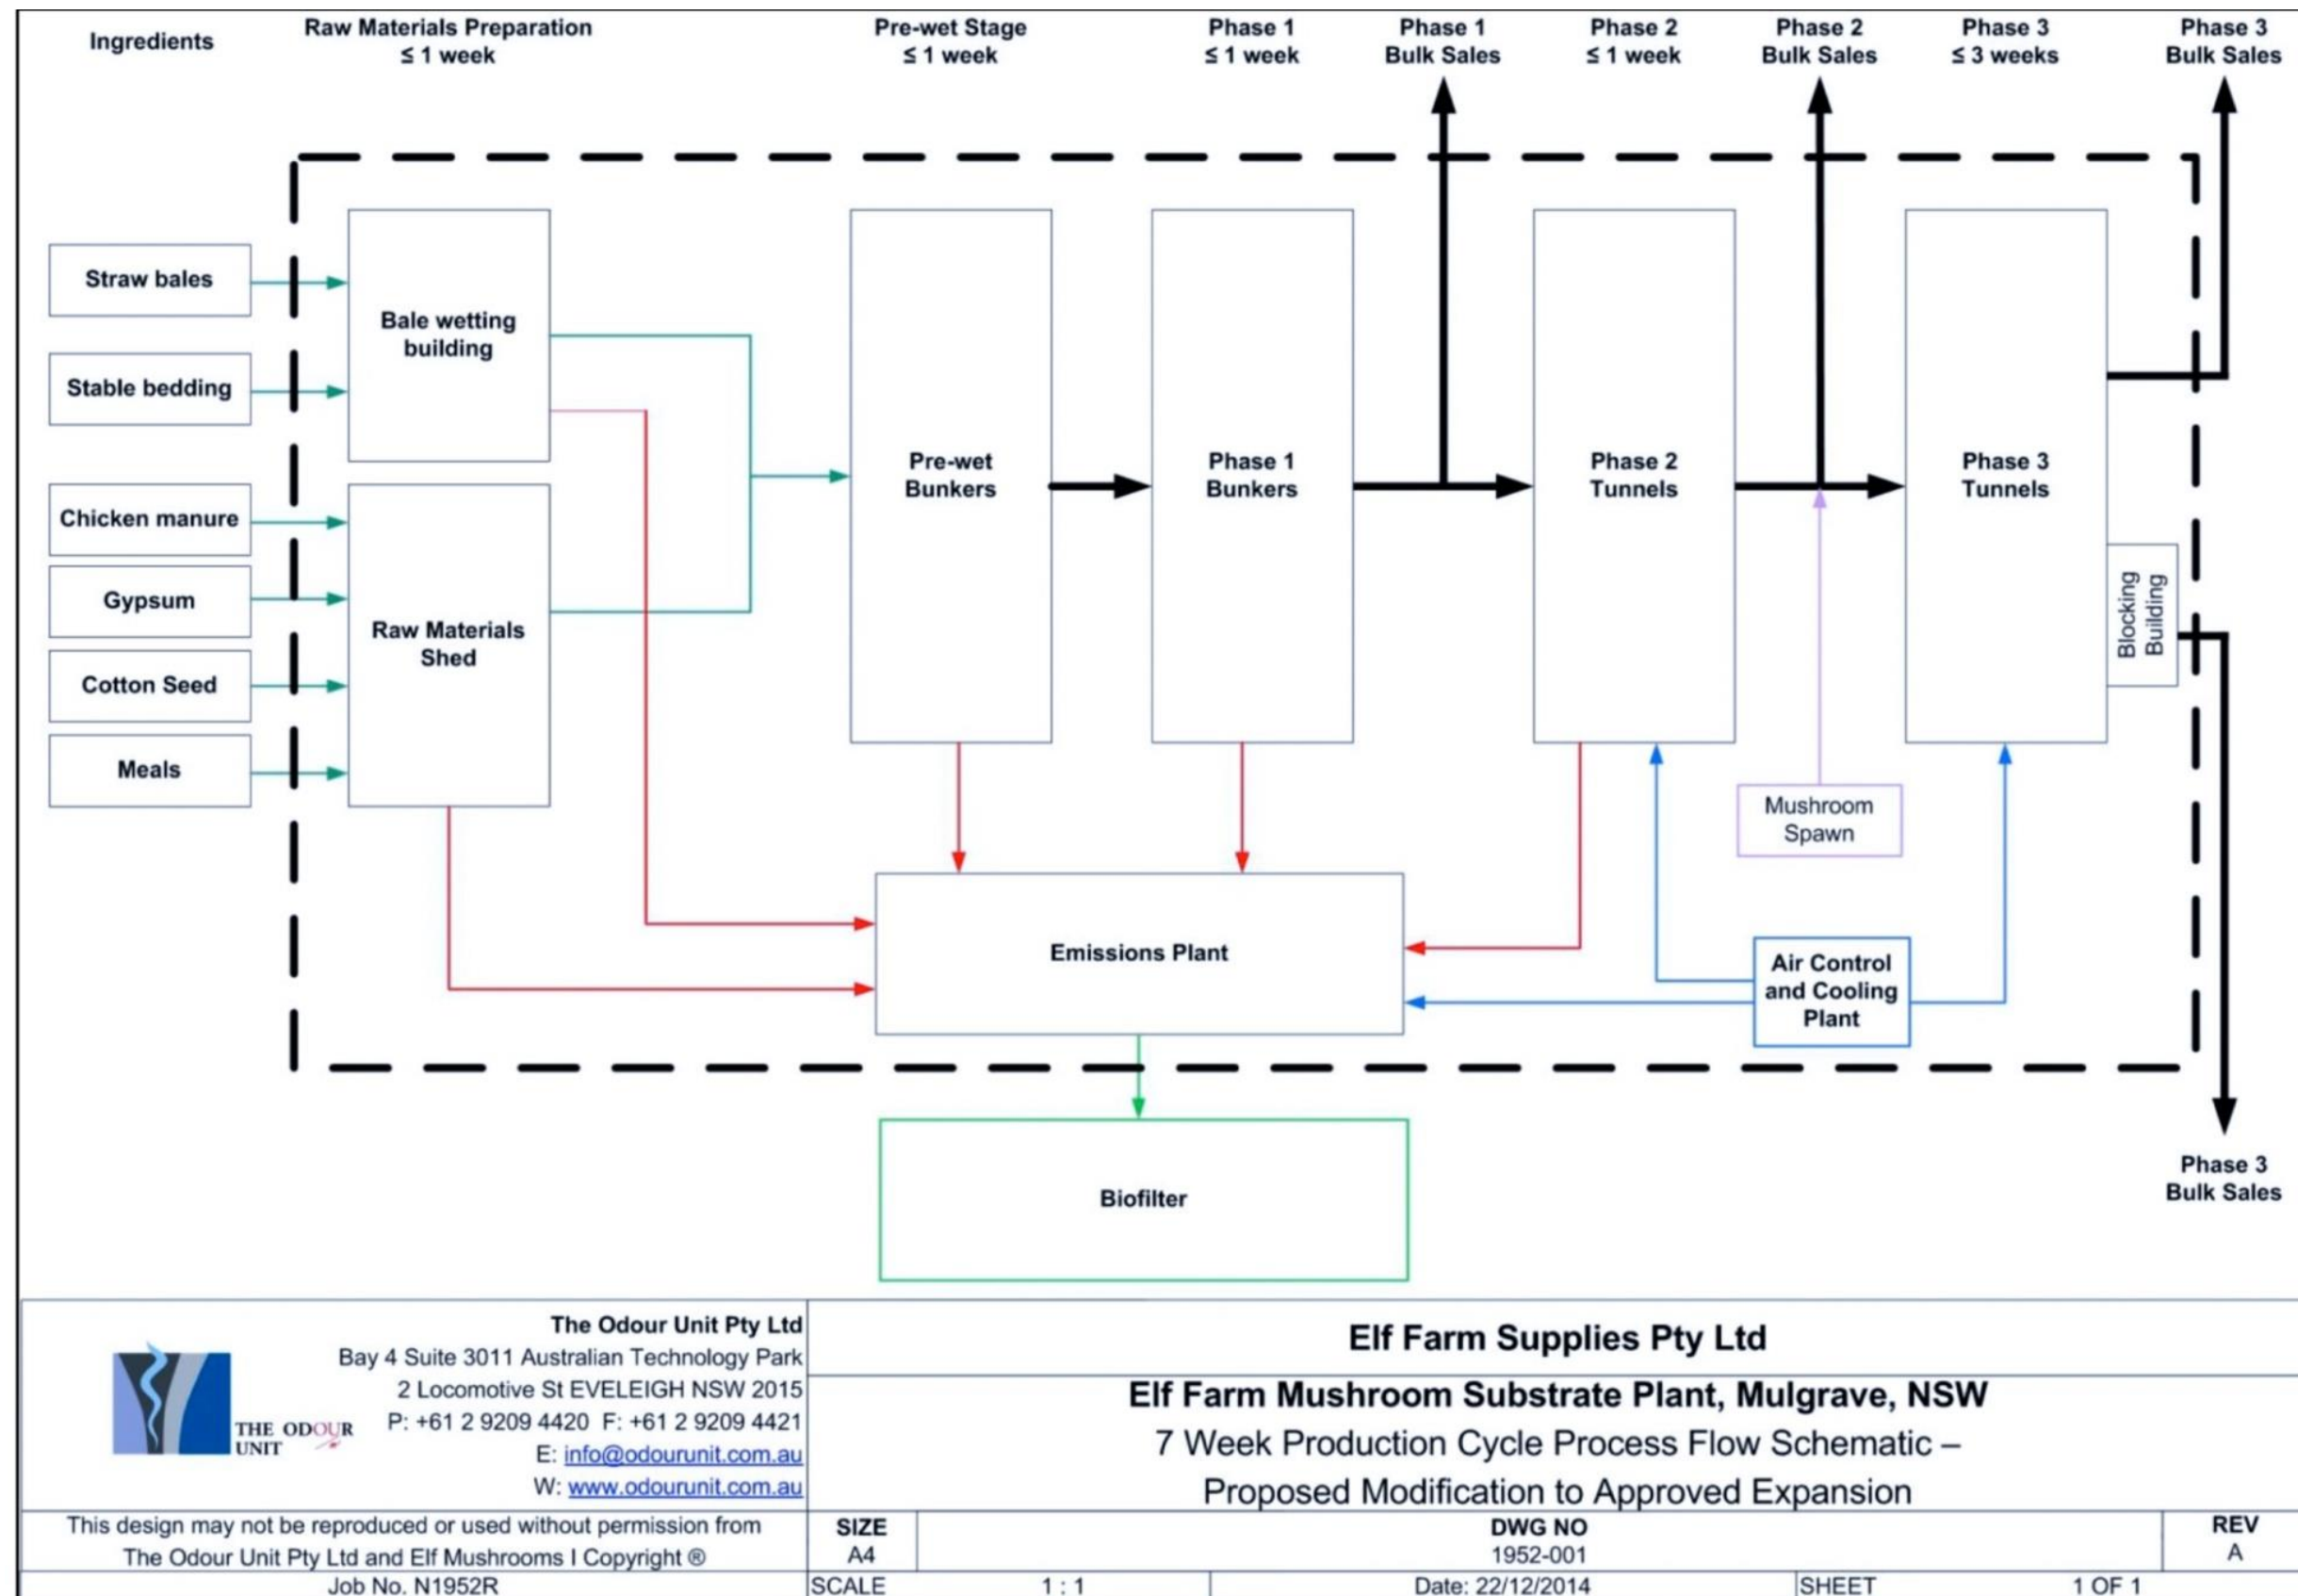 Ingredients
Raw Materials Preparation
≤ 1 week
Pre-wet Stage
≤ 1 week
Phase 1
≤ 1 week
Phase 1
Bulk Sales
Phase 2
≤ 1 week
Phase 2
Bulk Sales
Phase 3
≤ 3 weeks
Phase 3
Bulk Sales
Straw bales
Stable bedding
Chicken manure
Gypsum
Cotton Seed
Meals
Bale wetting
building
Raw Materials
Shed
Pre-wet
Bunkers
Phase 1
Bunkers
Phase 2
Tunnels
Phase 3
Tunnels
Blocking
Building
Mushroom
Spawn
Emissions Plant
Air Control
and Cooling
Plant
Biofilter
Phase 3
Bulk Sales
THE ODOUR
UNIT
The Odour Unit Pty Ltd
Bay 4 Suite 3011 Australian Technology Park
2 Locomotive St EVELEIGH NSW 2015
P: +61 2 9209 4420 F: +61 2 9209 4421
E: info@odourunit.com.au
W: www.odourunit.com.au
Elf Farm Supplies Pty Ltd
Elf Farm Mushroom Substrate Plant, Mulgrave, NSW
7 Week Production Cycle Process Flow Schematic –
Proposed Modification to Approved Expansion
This design may not be reproduced or used without permission from
The Odour Unit Pty Ltd and Elf Mushrooms I Copyright ®
SIZE
A4
DWG NO
1952-001
REV
A
Job No. N1952R
SCALE
1 : 1
Date: 22/12/2014
SHEET
1 OF 1